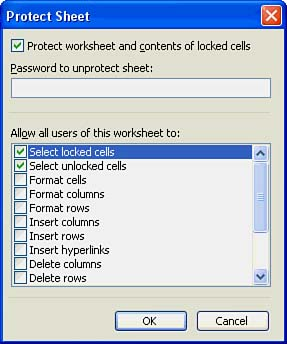 Protect Sheet
Protect worksheet and contents of locked cells
Password to unprotect sheet:
Allow all users of this worksheet to:
Select locked cells
Select unlocked cells
Format cells
Format columns
Format rows
Insert columns
Insert rows
Insert hyperlinks
Delete columns
Delete rows
OK Cancel